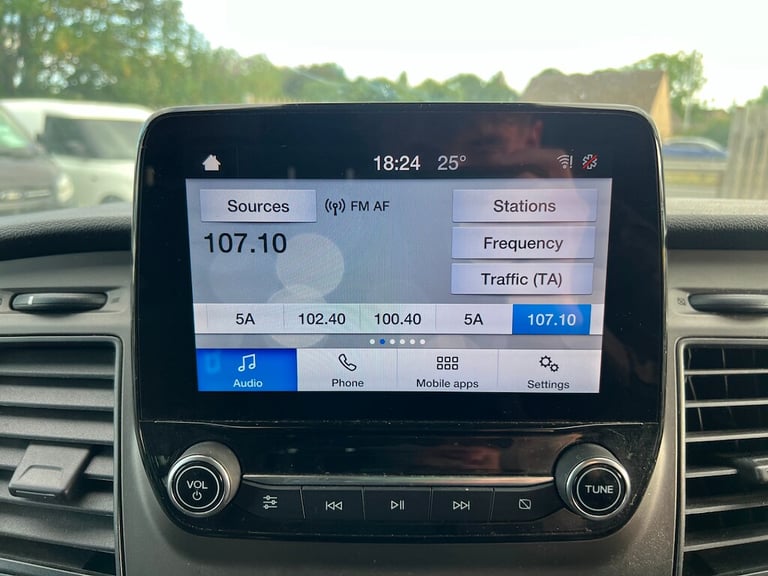 18:24 25°
Sources FM AF Stations
107.10 Frequency
Traffic (TA)
5A 102.40 100.40 5A 107.10
Audio Phone Mobile apps Settings
VOL TUNE